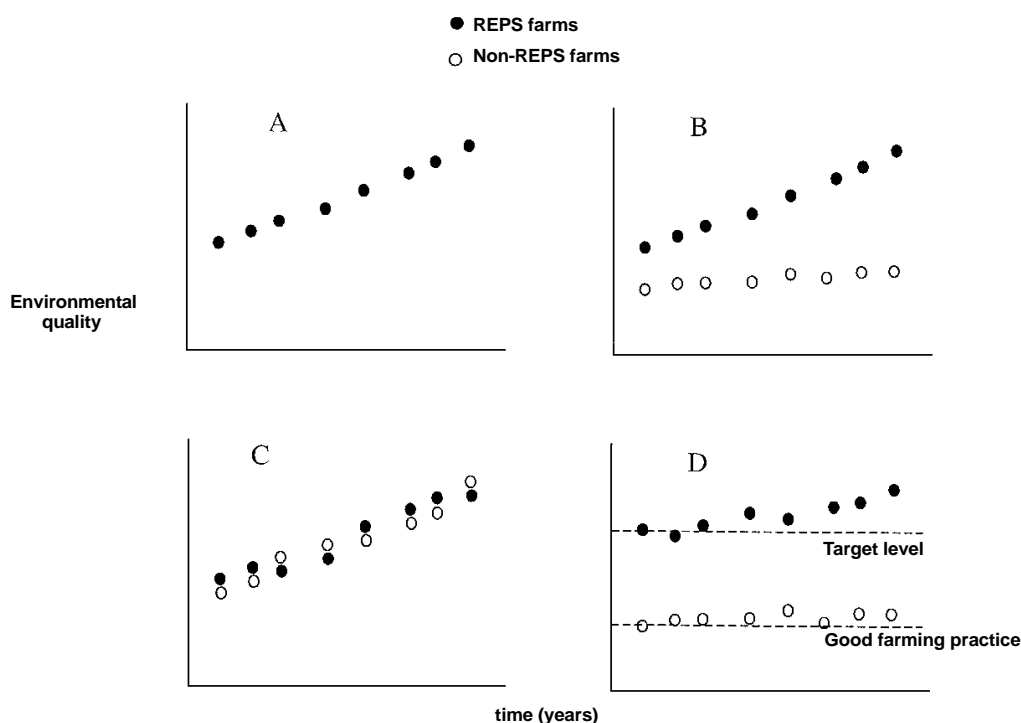 REPS farms
Non-REPS farms
A
B
Environmental
quality
C
D
Target level
Good farming practice
time (years)